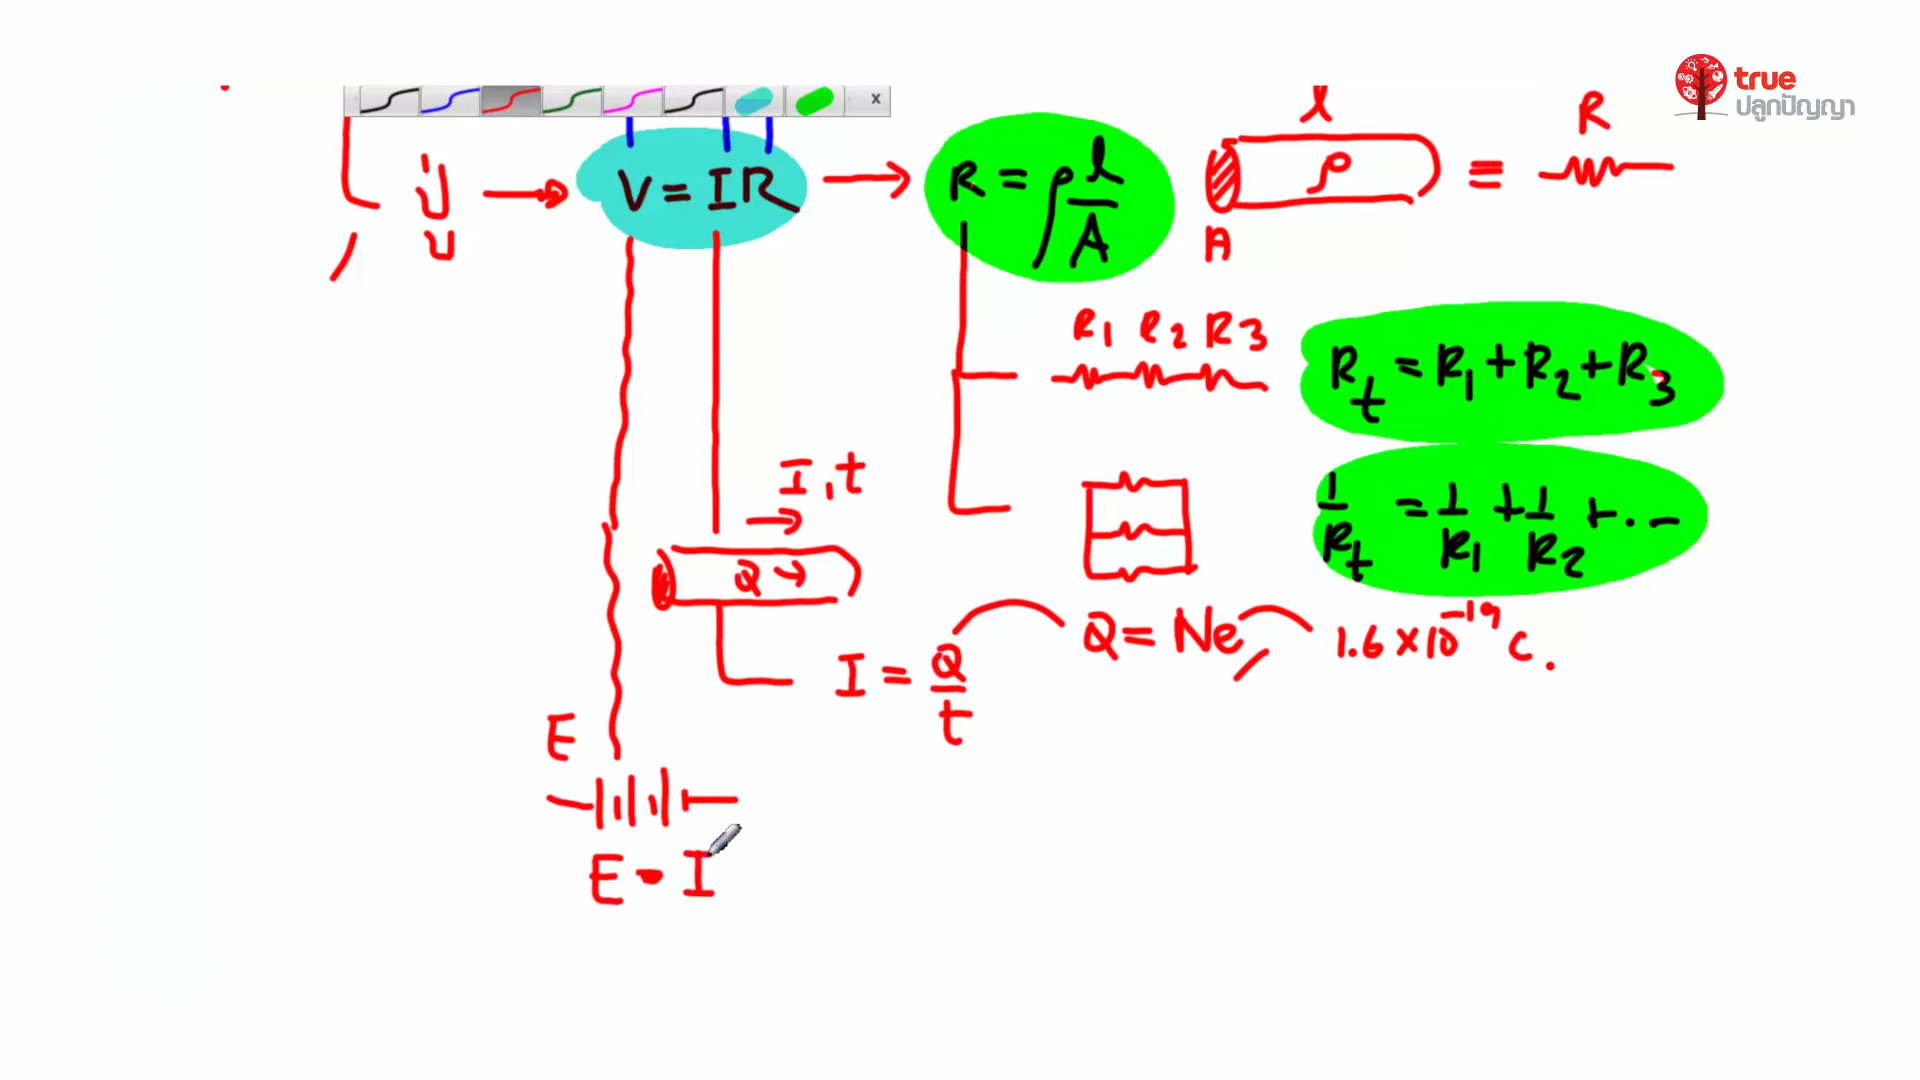 true
ปลูกปัญญา
x
l
R
V = IR
R = ρ l/A
ρ
A
R1 R2 R3
Rt = R1 + R2 + R3
I, t
1/Rt = 1/R1 + 1/R2 + ...
Q
Q = Ne
1.6 × 10⁻¹⁹ C.
I = Q/t
E
E = I